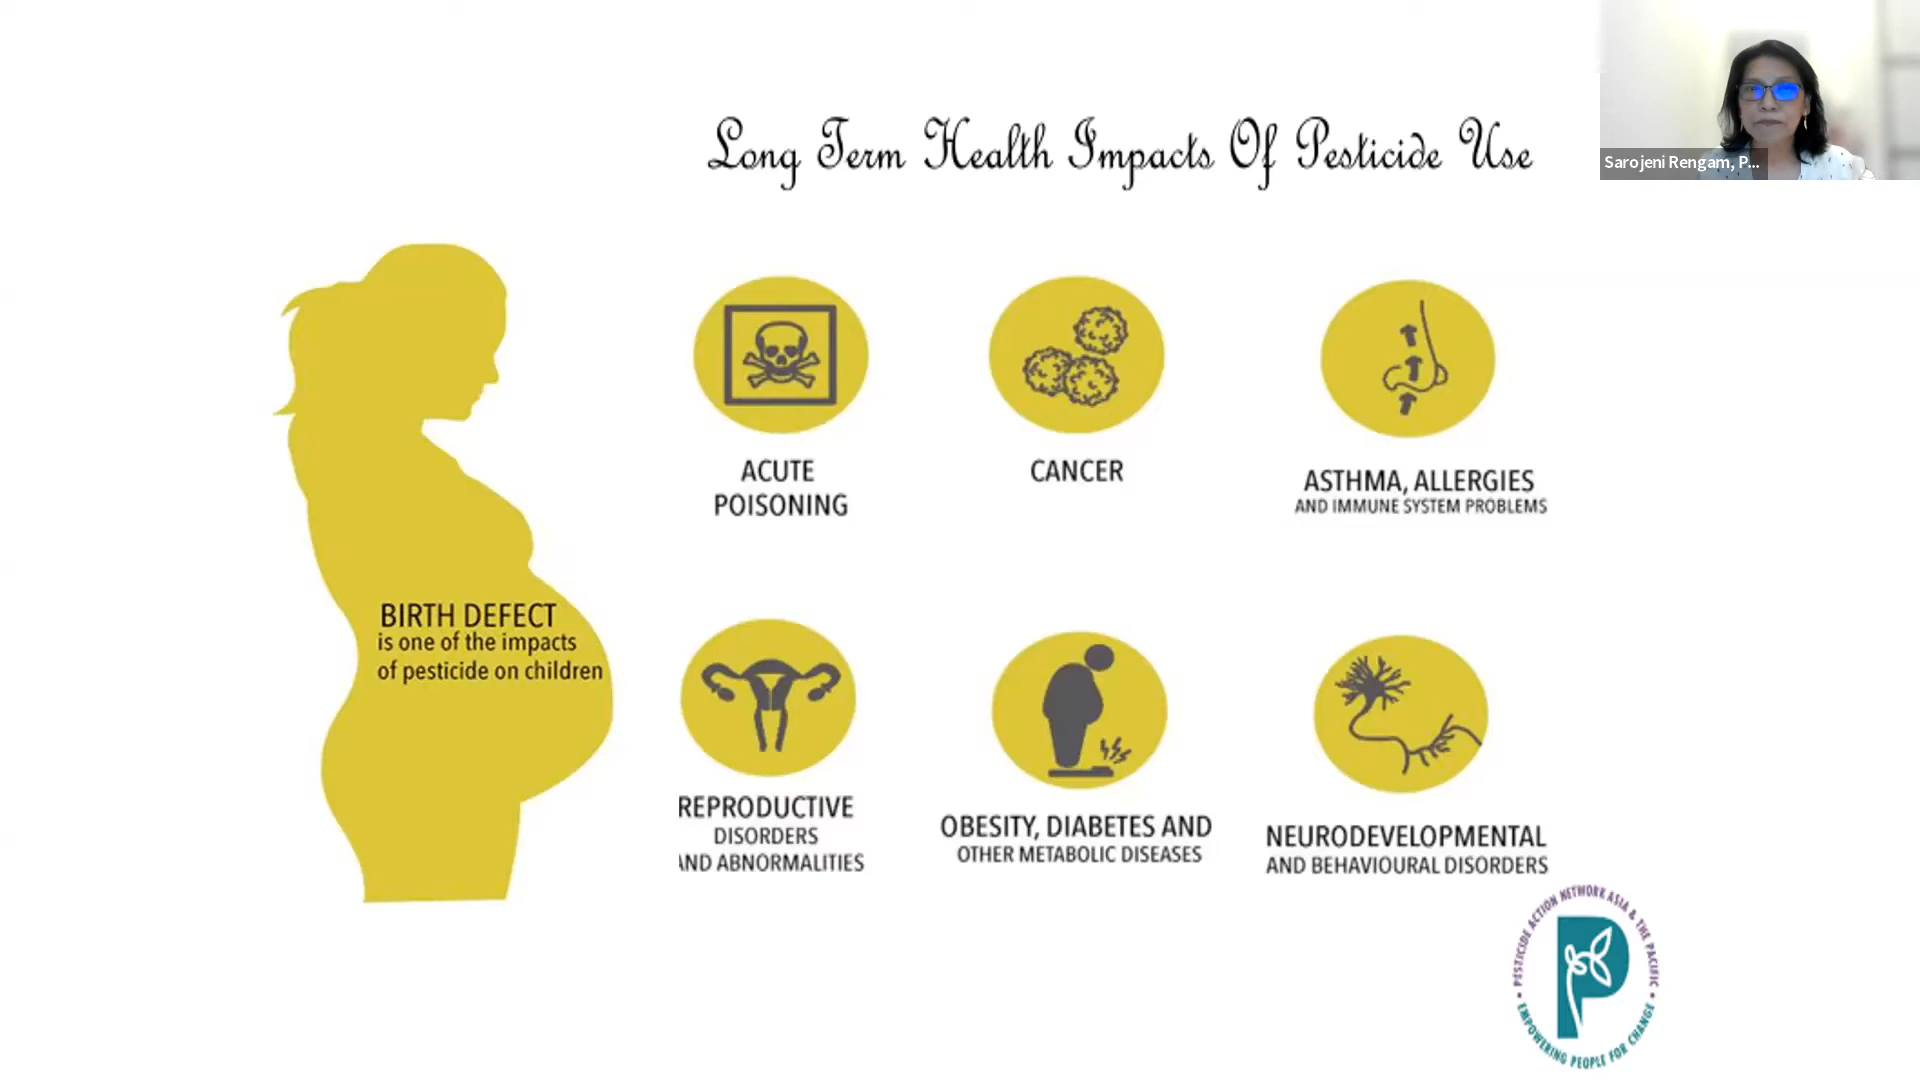 Long Term Health Impacts Of Pesticide Use
Sarojeni Rengam, P...
ACUTE
POISONING
CANCER
ASTHMA, ALLERGIES
AND IMMUNE SYSTEM PROBLEMS
BIRTH DEFECT
is one of the impacts
of pesticide on children
REPRODUCTIVE
DISORDERS
AND ABNORMALITIES
OBESITY, DIABETES AND
OTHER METABOLIC DISEASES
NEURODEVELOPMENTAL
AND BEHAVIOURAL DISORDERS
PESTICIDE ACTION NETWORK ASIA & THE PACIFIC
EMPOWERING PEOPLE FOR CHANGE